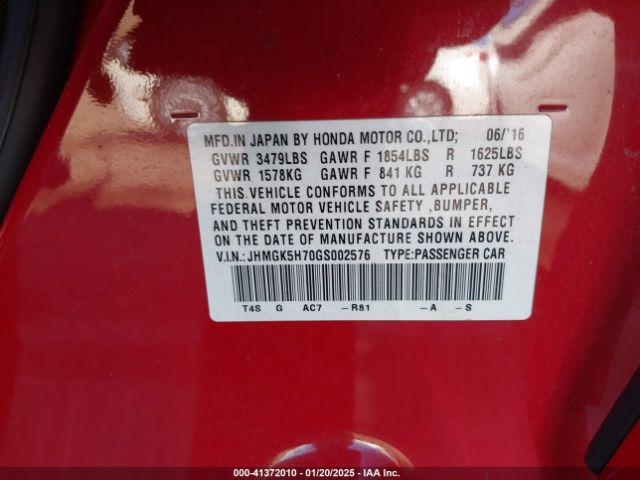 MFD.IN JAPAN BY HONDA MOTOR CO.,LTD; 06/'16
GVWR 3479LBS GAWR F 1854LBS R 1625LBS
GVWR 1578KG GAWR F 841 KG R 737 KG
THIS VEHICLE CONFORMS TO ALL APPLICABLE
FEDERAL MOTOR VEHICLE SAFETY ,BUMPER,
AND THEFT PREVENTION STANDARDS IN EFFECT
ON THE DATE OF MANUFACTURE SHOWN ABOVE.
V.I.N.: JHMGK5H70GS002576 TYPE:PASSENGER CAR
T4S G AC7 –R81 –A –S
000-41372010 - 01/20/2025 - IAA Inc.